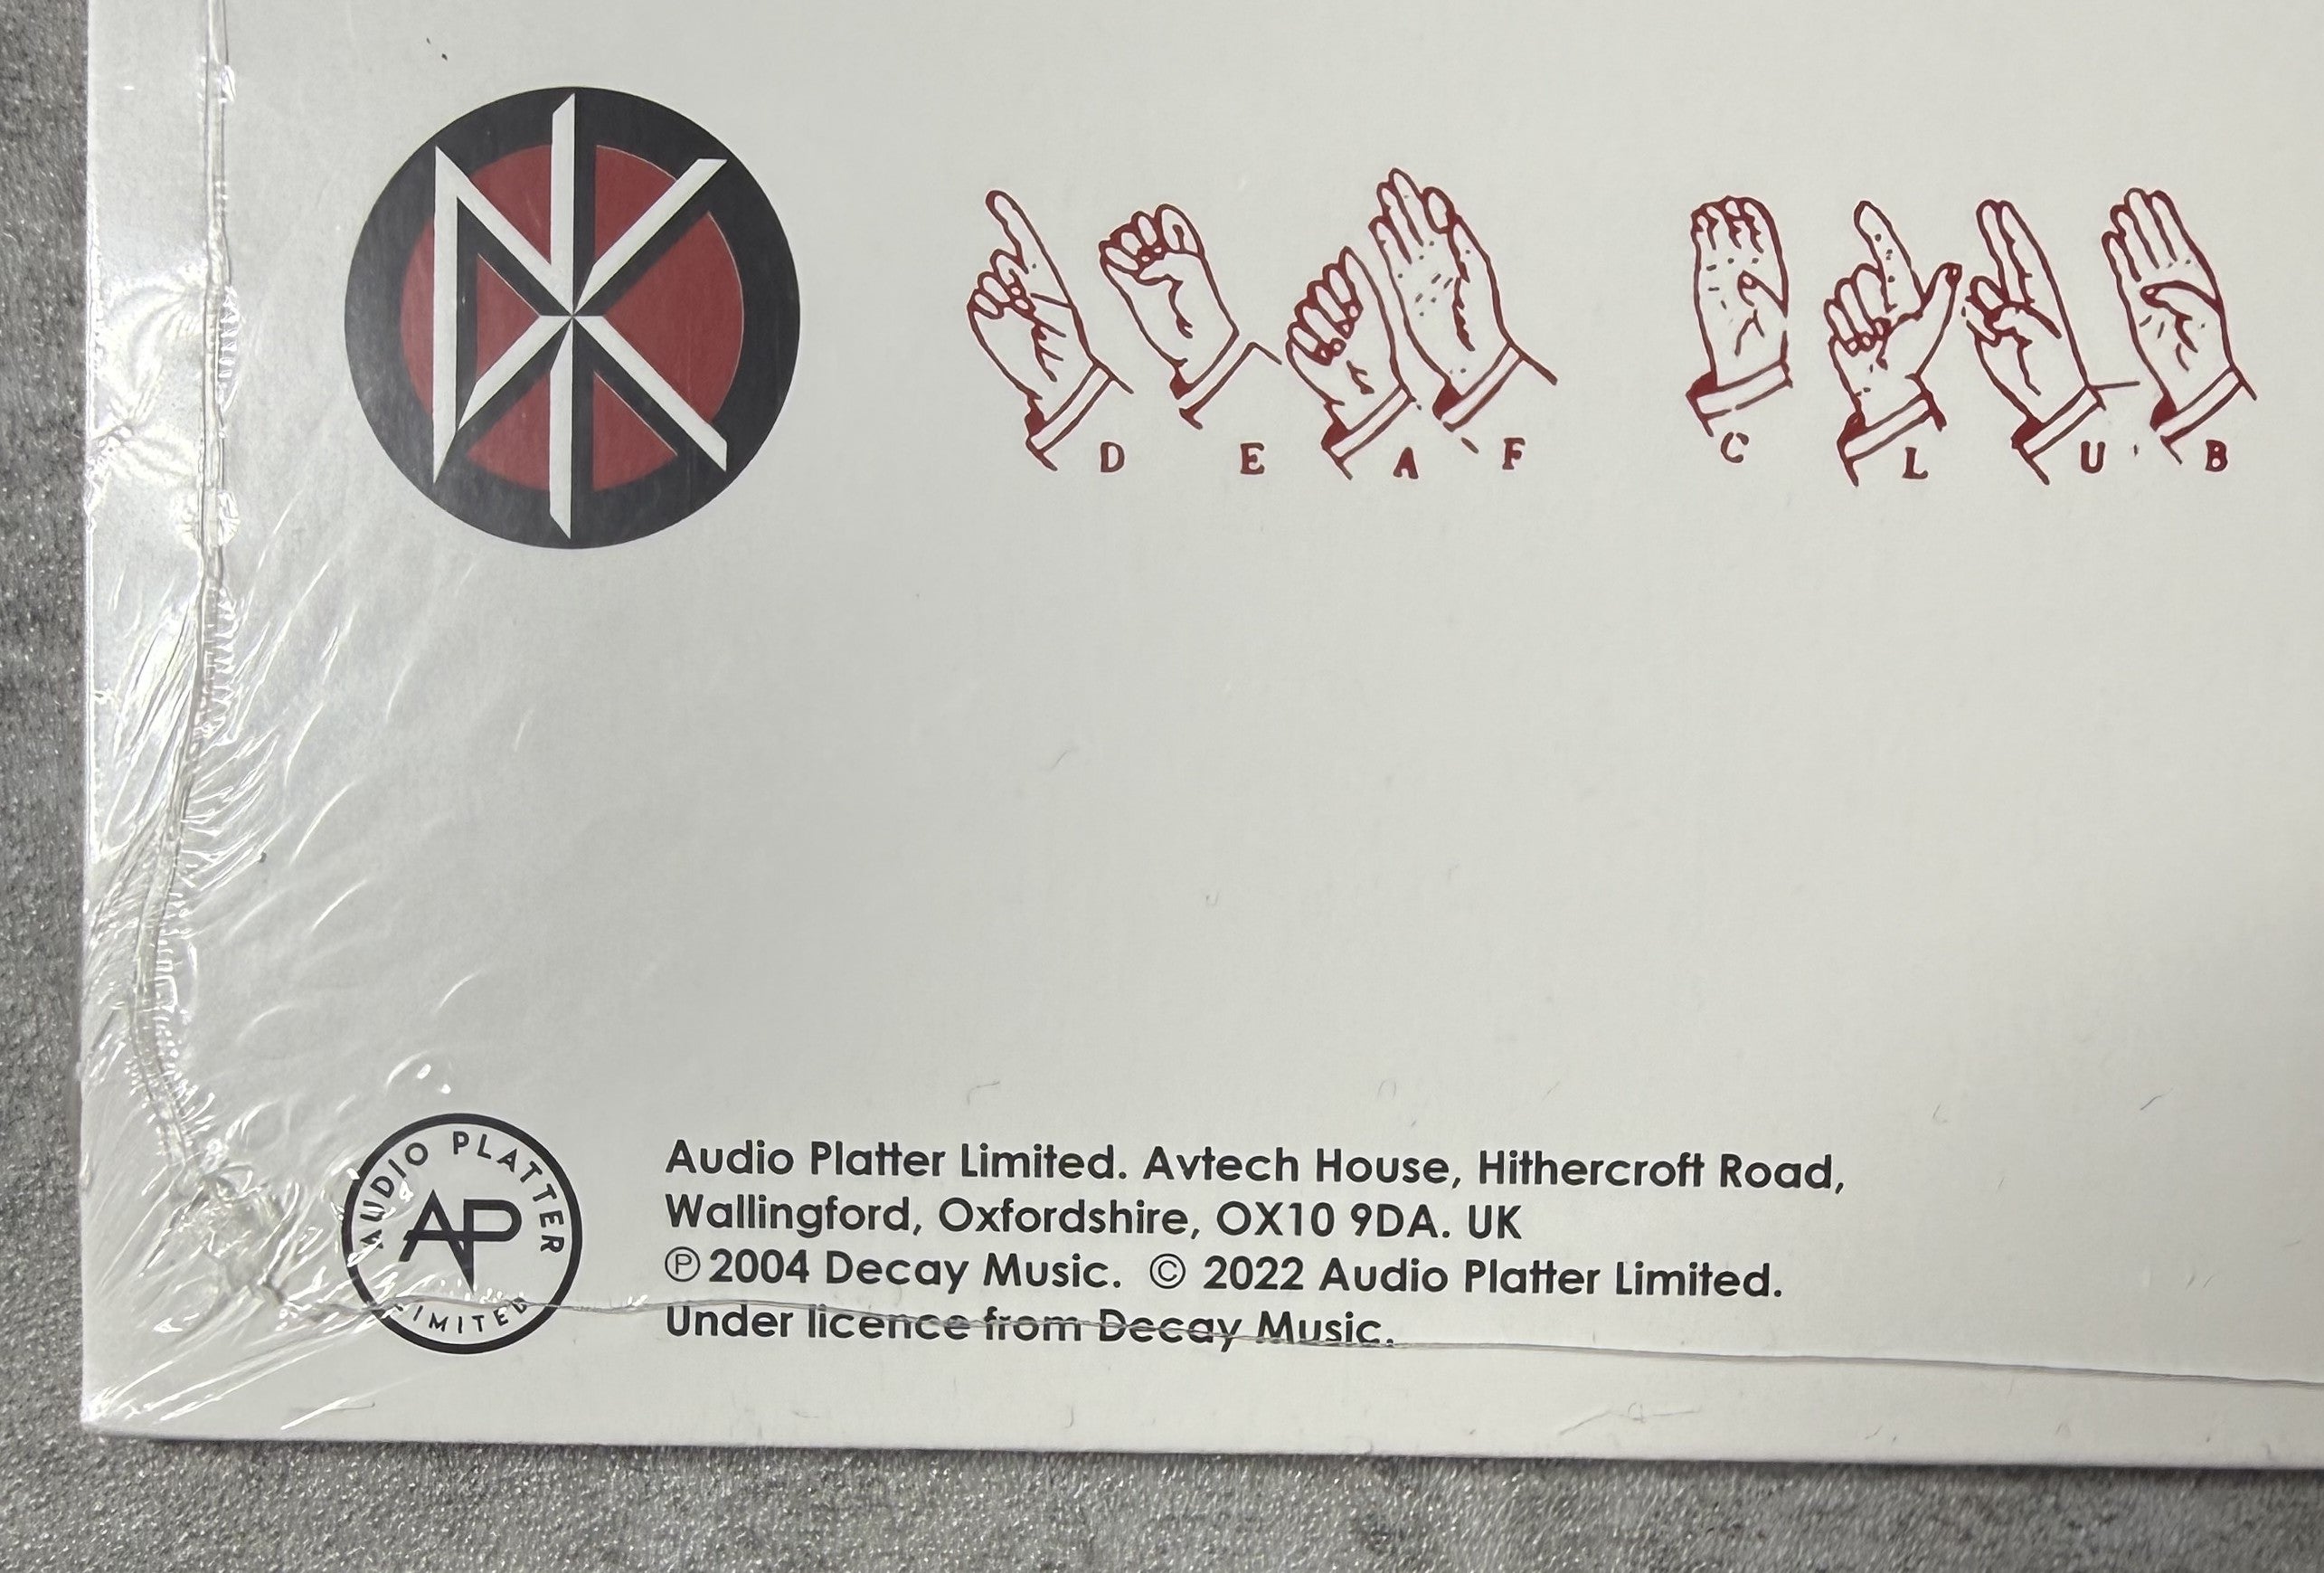 DK
D E A F C L U B
AUDIO PLATTER
AP
LIMITED
Audio Platter Limited. Avtech House, Hithercroft Road,
Wallingford, Oxfordshire, OX10 9DA. UK
Ⓟ 2004 Decay Music. © 2022 Audio Platter Limited.
Under licence from Decay Music.